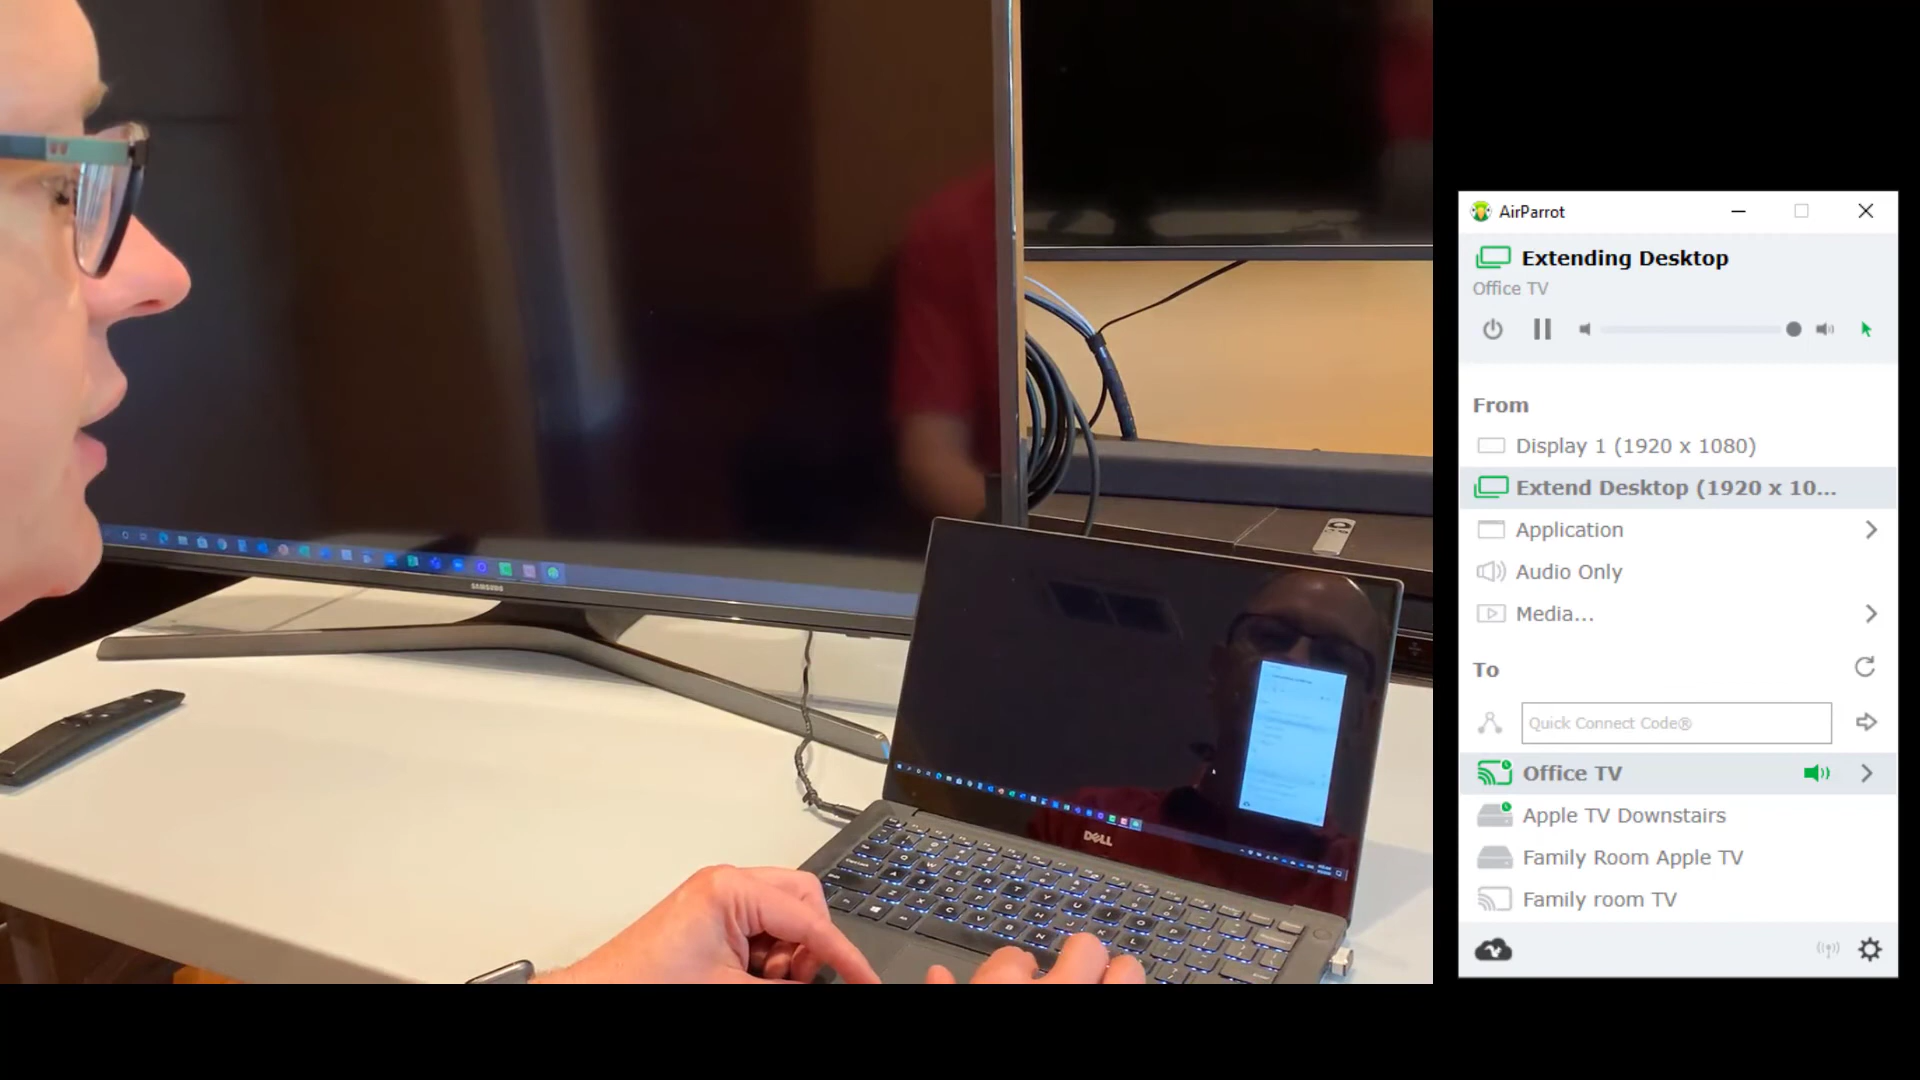 SAMSUNG
DELL
AirParrot
Extending Desktop
Office TV
From
Display 1 (1920 x 1080)
Extend Desktop (1920 x 10...
Application
Audio Only
Media...
To
Quick Connect Code®
Office TV
Apple TV Downstairs
Family Room Apple TV
Family room TV